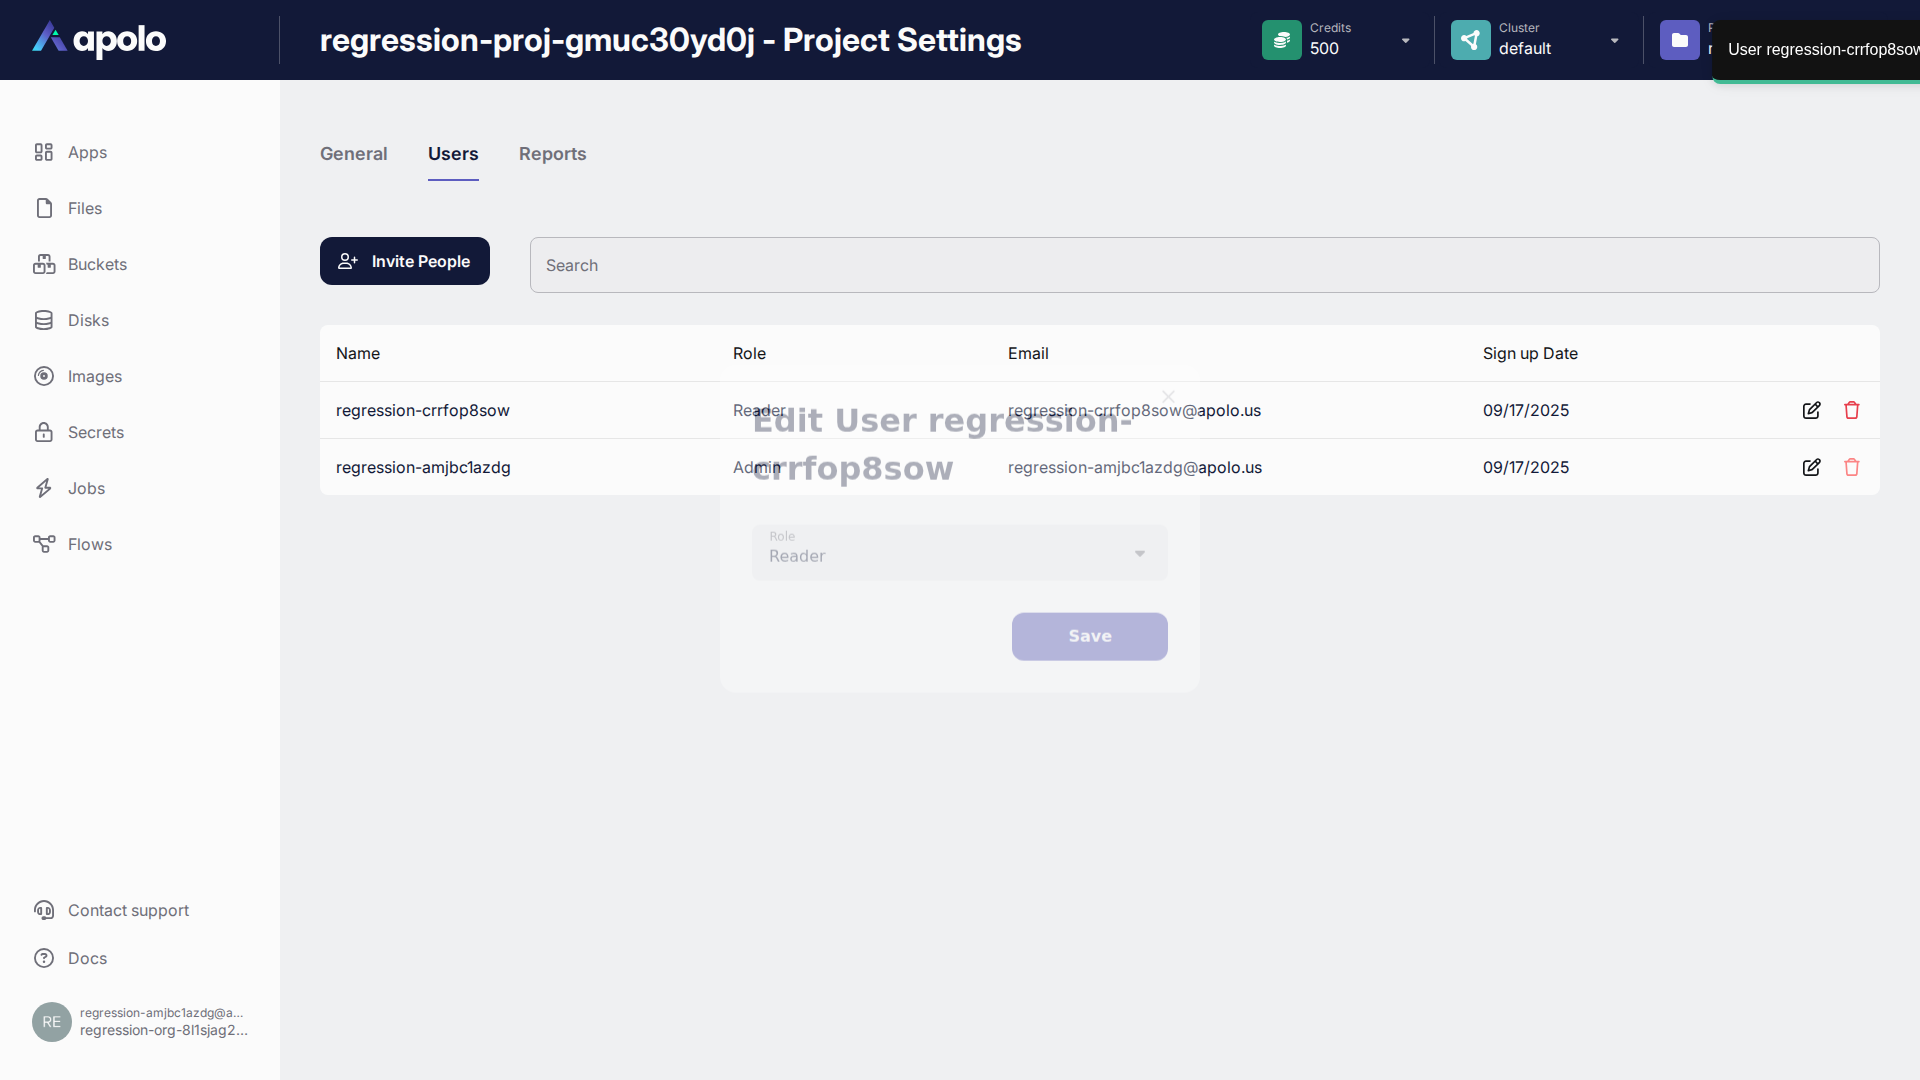 apolo
regression-proj-gmuc30yd0j - Project Settings
Credits
500
Cluster
default
User regression-crrfop8sow
Apps
Files
Buckets
Disks
Images
Secrets
Jobs
Flows
General
Users
Reports
Invite People
Search
Name
Role
Email
Sign up Date
regression-crrfop8sow
Reader
regression-crrfop8sow@apolo.us
09/17/2025
regression-amjbc1azdg
Admin
regression-amjbc1azdg@apolo.us
09/17/2025
Edit User regression-
crrfop8sow
Role
Reader
Save
Contact support
Docs
RE
regression-amjbc1azdg@a...
regression-org-8l1sjag2...